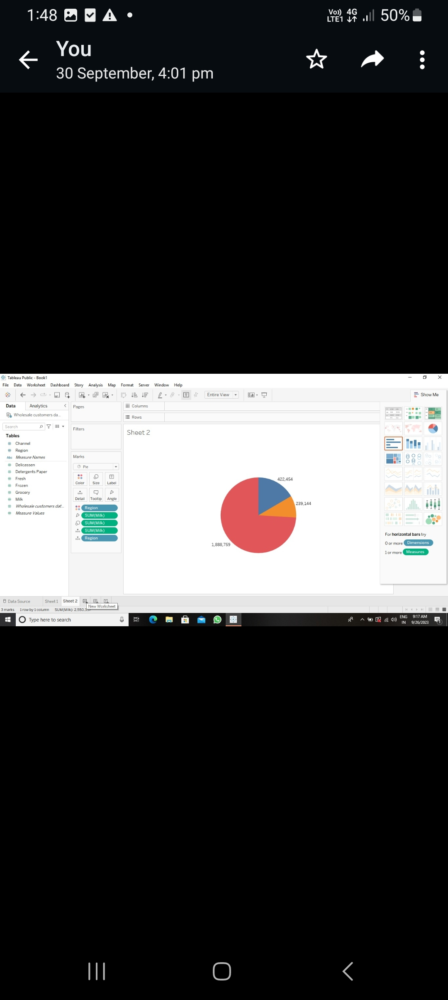 1:48
Vo)) 4G
LTE1 50%
You
30 September, 4:01 pm
Tableau Public - Book1
File Data Worksheet Dashboard Story Analysis Map Format Server Window Help
Entire View
Show Me
Data Analytics
Wholesale customers da...
Search
Tables
Channel
Region
Abc Measure Names
Delicassen
Detergents Paper
Fresh
Frozen
Grocery
Milk
Wholesale customers dat...
Measure Values
Pages
Filters
Marks
Pie
Color Size Label
Detail Tooltip Angle
Region
SUM(Milk)
SUM(Milk)
SUM(Milk)
Region
Columns
Rows
Sheet 2
422,454
239,144
1,888,759
For horizontal bars try
0 or more Dimensions
1 or more Measures
Data Source Sheet 1 Sheet 2
New Worksheet
3 marks 1 row by 1 column SUM(Milk): 2,550,357
Type here to search
ENG
IN
9:17 AM
9/26/2023
1